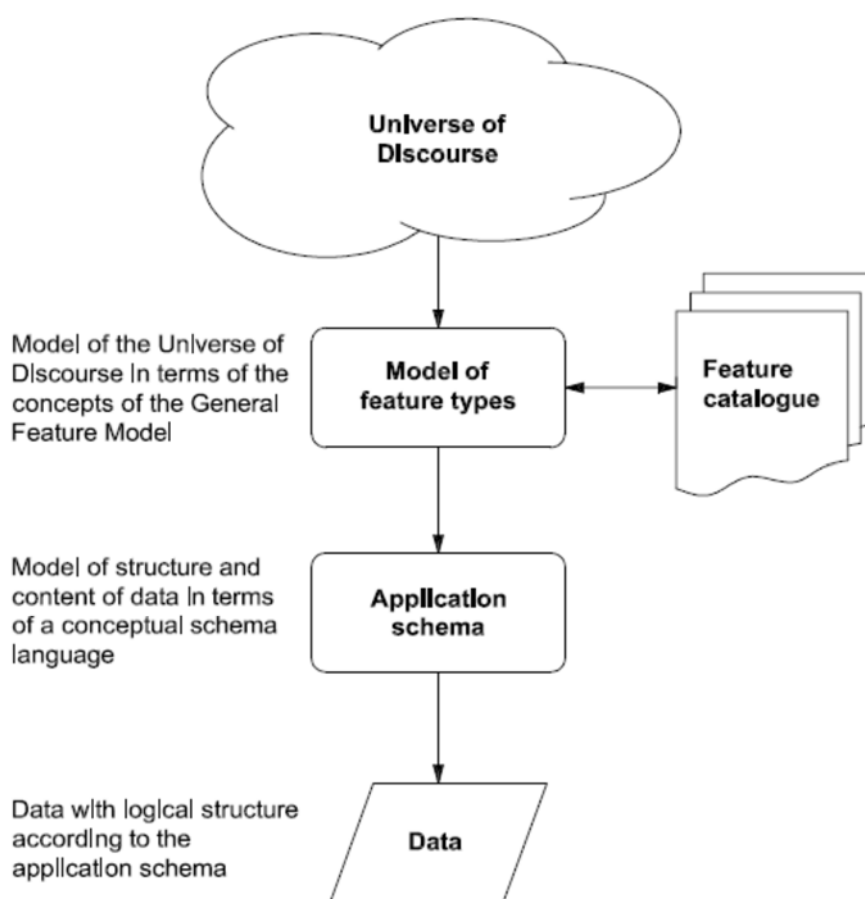 Universe of
Discourse
Model of the Universe of
Discourse in terms of the
concepts of the General
Feature Model
Model of
feature types
Feature
catalogue
Model of structure and
content of data in terms
of a conceptual schema
language
Application
schema
Data with logical structure
according to the
application schema
Data